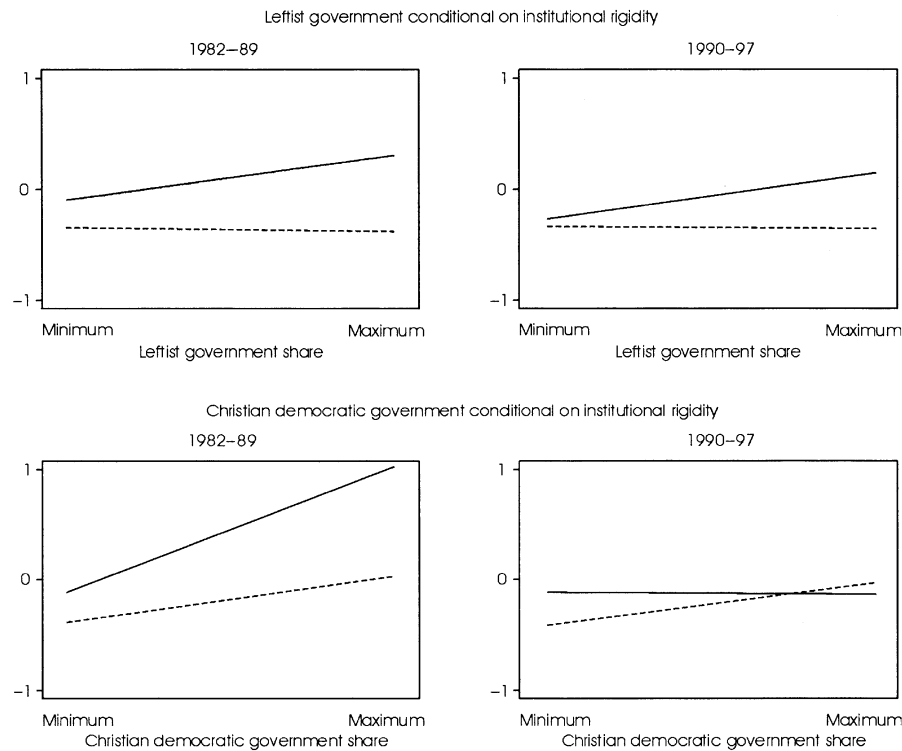 Leftist government conditional on institutional rigidity
1982–89
1990–97
1
0
–1
Minimum
Maximum
Leftist government share
1
0
–1
Minimum
Maximum
Leftist government share
Christian democratic government conditional on institutional rigidity
1982–89
1990–97
1
0
–1
Minimum
Maximum
Christian democratic government share
1
0
–1
Minimum
Maximum
Christian democratic government share